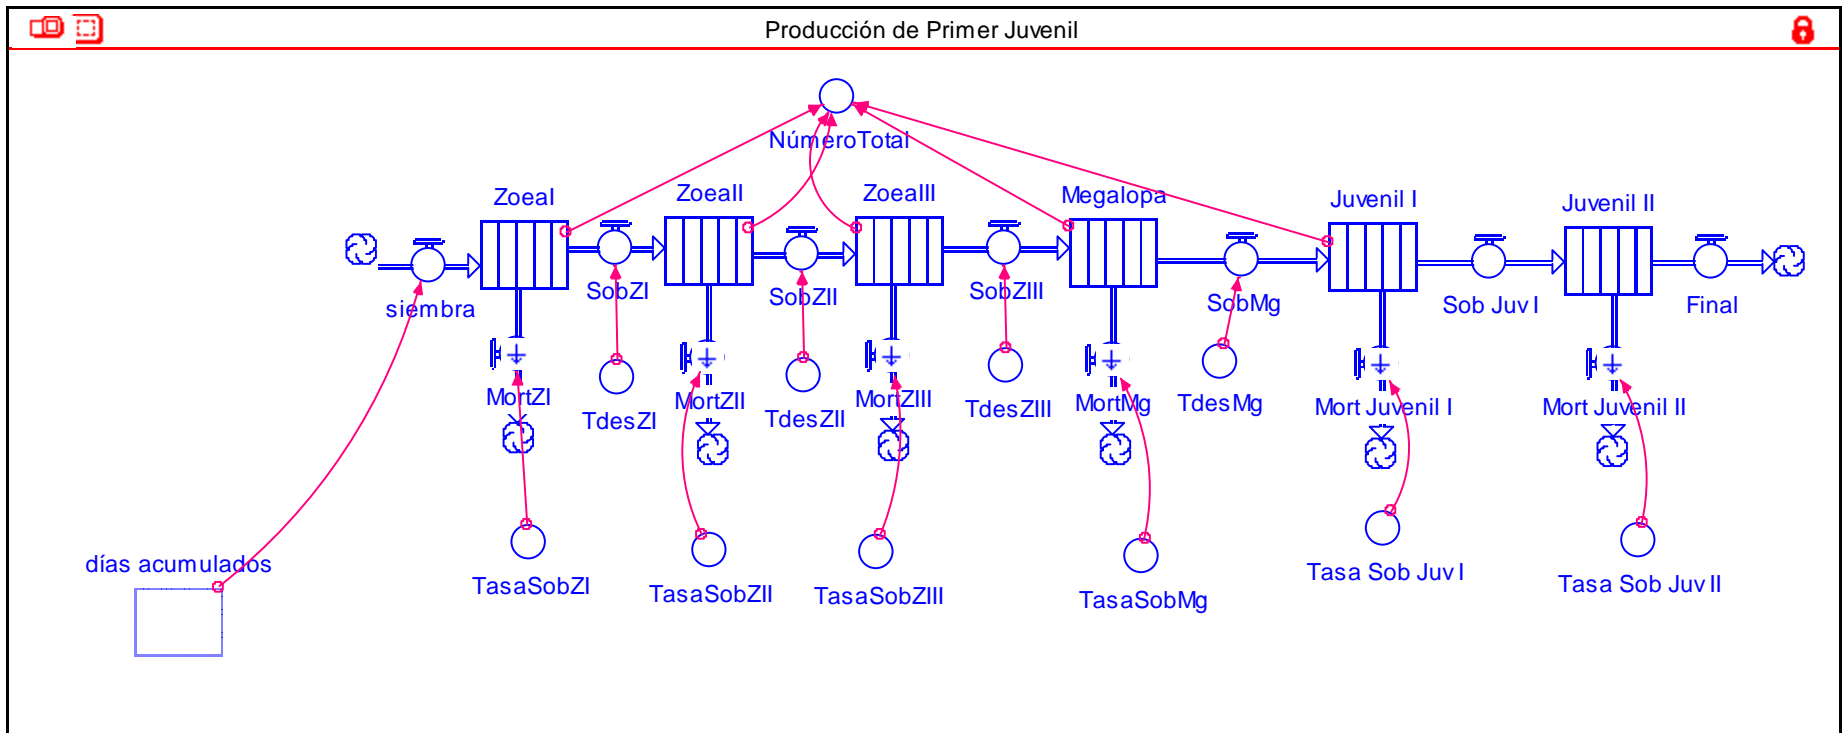 Producción de Primer Juvenil
NúmeroTotal
ZoeaI
ZoeaII
ZoeaIII
Megalopa
Juvenil I
Juvenil II
siembra
SobZI
SobZII
SobZIII
SobMg
Sob Juv I
Final
MortZI
TdesZI
MortZII
TdesZII
MortZIII
TdesZIII
MortMg
TdesMg
Mort Juvenil I
Mort Juvenil II
días acumulados
TasaSobZI
TasaSobZII
TasaSobZIII
TasaSobMg
Tasa Sob Juv I
Tasa Sob Juv II